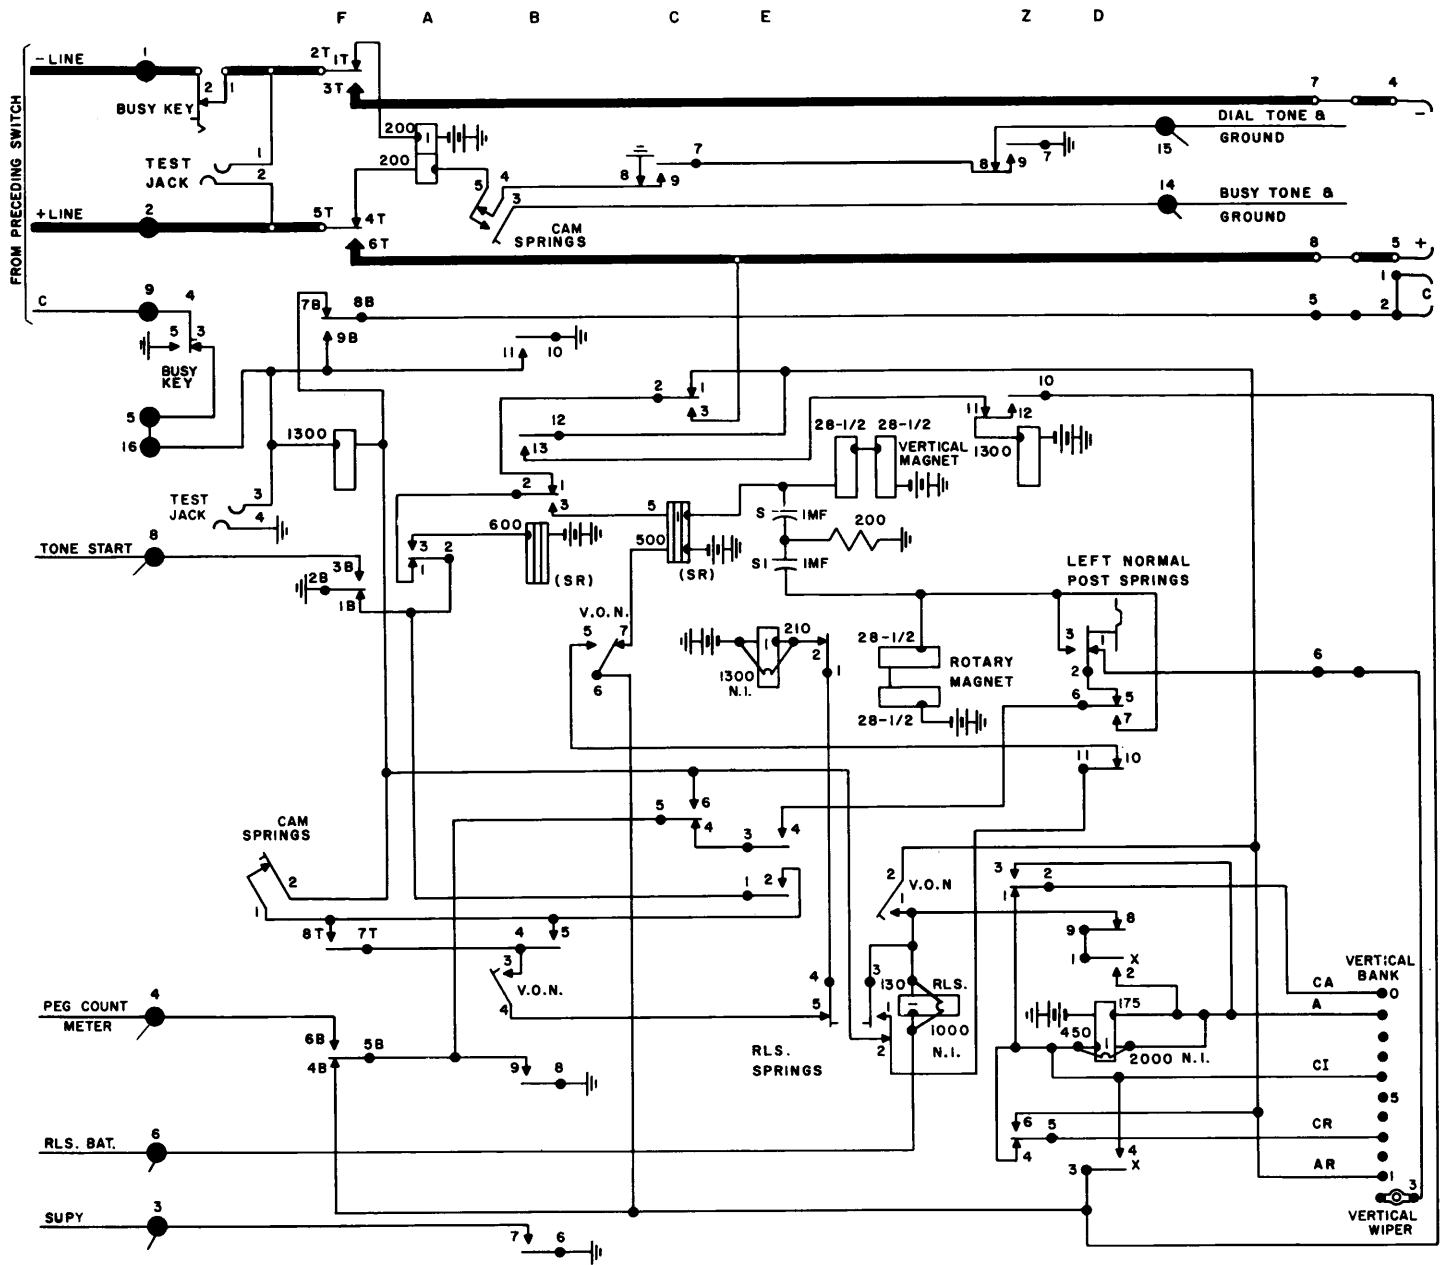 F A B C E Z D
FROM PRECEDING SWITCH
– LINE
1
2
1
BUSY KEY
2T
1T
3T
200
200
7
4
–
DIAL TONE &
GROUND
15
TEST
JACK
1
2
5
4
3
8
7
9
8
9
7
14
BUSY TONE &
GROUND
+LINE
2
5T
4T
6T
CAM
SPRINGS
8
5
+
1
2
C
C
9
4
5
3
BUSY
KEY
7B
8B
9B
11
10
5
5
16
1300
2
1
3
12
13
10
11
12
1300
28-1/2
28-1/2
VERTICAL
MAGNET
2
1
3
TEST
JACK
3
4
600
(SR)
5
500
(SR)
S
1MF
200
S1
1MF
TONE START
8
3B
2B
1B
3
2
1
LEFT NORMAL
POST SPRINGS
V.O.N.
5
7
6
210
1300
N.I.
2
1
28-1/2
ROTARY
MAGNET
28-1/2
3
1
2
6
5
7
6
11
10
CAM
SPRINGS
2
1
5
6
4
3
4
1
2
8T
7T
4
5
3
V.O.N.
4
2
V.O.N
1
3
2
1
8
9
1
X
2
VERTICAL
BANK
CA
0
A
4
5
3
130
RLS.
1
2
1000
N.I.
RLS.
SPRINGS
175
450
2000 N.I.
PEG COUNT
METER
4
6B
5B
4B
9
8
CI
5
6
5
4
CR
4
X
3
AR
1
3
VERTICAL
WIPER
RLS. BAT.
6
SUPY
3
7
6